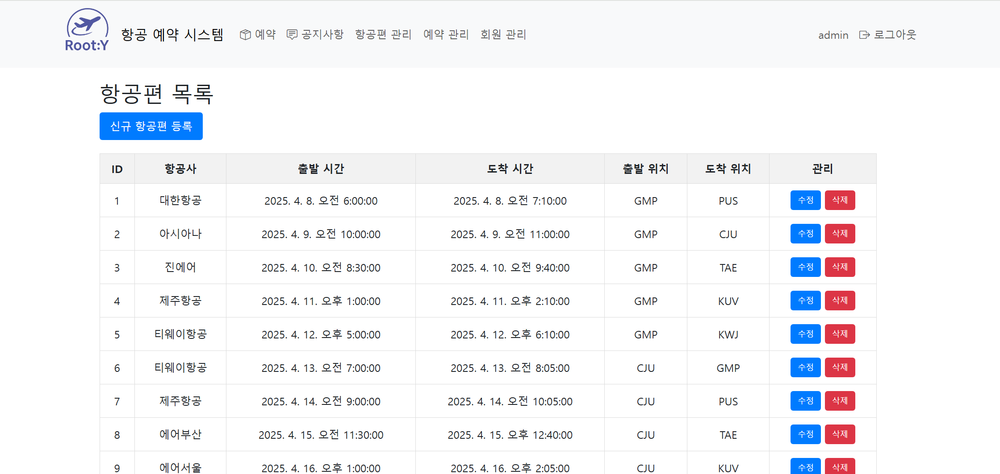 Root:Y 항공 예약 시스템 예약 공지사항 항공편 관리 예약 관리 회원 관리 admin 로그아웃
항공편 목록
신규 항공편 등록
ID 항공사 출발 시간 도착 시간 출발 위치 도착 위치 관리
1 대한항공 2025. 4. 8. 오전 6:00:00 2025. 4. 8. 오전 7:10:00 GMP PUS 수정 삭제
2 아시아나 2025. 4. 9. 오전 10:00:00 2025. 4. 9. 오전 11:00:00 GMP CJU 수정 삭제
3 진에어 2025. 4. 10. 오전 8:30:00 2025. 4. 10. 오전 9:40:00 GMP TAE 수정 삭제
4 제주항공 2025. 4. 11. 오후 1:00:00 2025. 4. 11. 오후 2:10:00 GMP KUV 수정 삭제
5 티웨이항공 2025. 4. 12. 오후 5:00:00 2025. 4. 12. 오후 6:10:00 GMP KWJ 수정 삭제
6 티웨이항공 2025. 4. 13. 오전 7:00:00 2025. 4. 13. 오전 8:05:00 CJU GMP 수정 삭제
7 제주항공 2025. 4. 14. 오전 9:00:00 2025. 4. 14. 오전 10:05:00 CJU PUS 수정 삭제
8 에어부산 2025. 4. 15. 오전 11:30:00 2025. 4. 15. 오후 12:40:00 CJU TAE 수정 삭제
9 에어서울 2025. 4. 16. 오후 1:00:00 2025. 4. 16. 오후 2:05:00 CJU KUV 수정 삭제